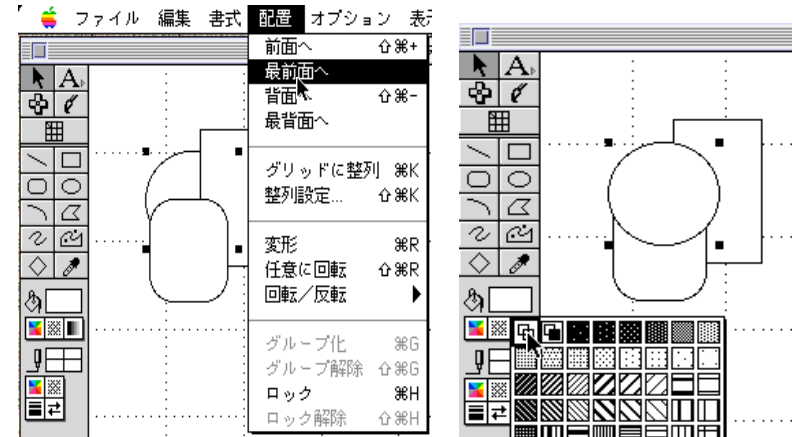 ファイル 編集 書式 配置 オプション
前面へ ⇧⌘+
最前面へ
背面へ ⇧⌘-
最背面へ
グリッドに整列 ⌘K
整列設定... ⇧⌘K
変形 ⌘R
任意に回転 ⇧⌘R
回転／反転
グループ化 ⌘G
グループ解除 ⇧⌘G
ロック ⌘H
ロック解除 ⇧⌘H
A
A